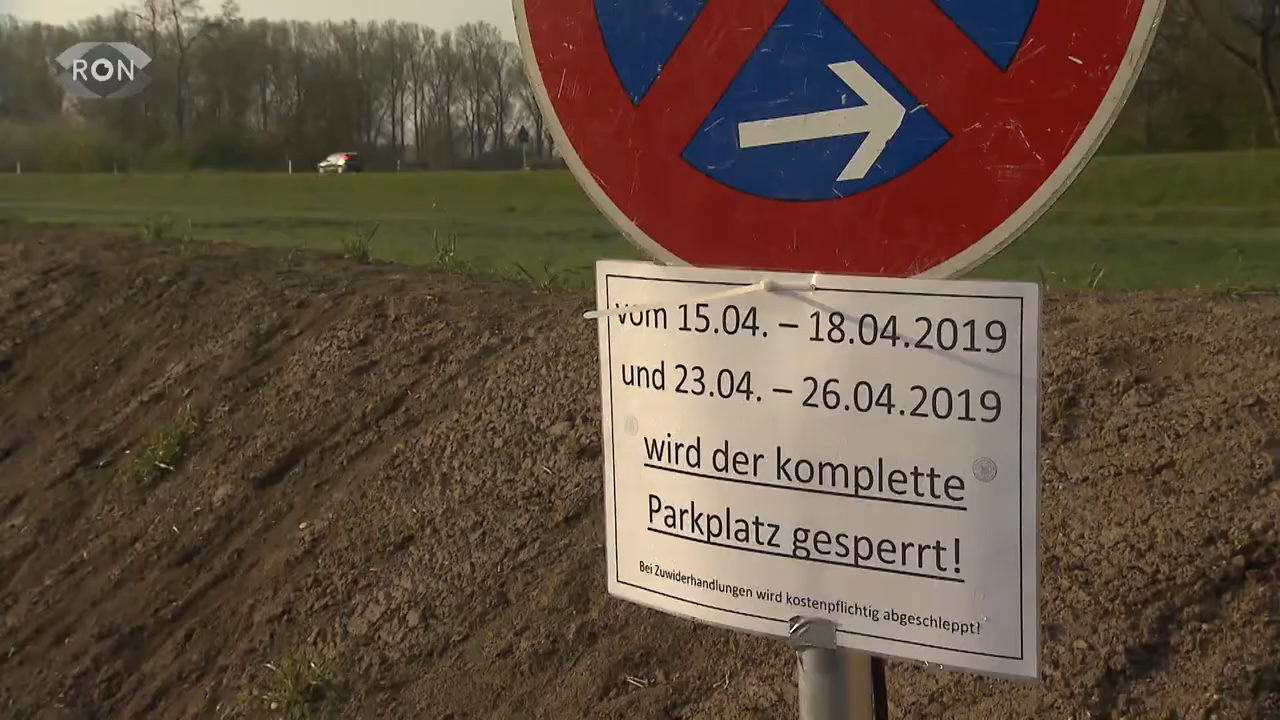 RON
vom 15.04. – 18.04.2019
und 23.04. – 26.04.2019
wird der komplette
Parkplatz gesperrt!
Bei Zuwiderhandlungen wird kostenpflichtig abgeschleppt!